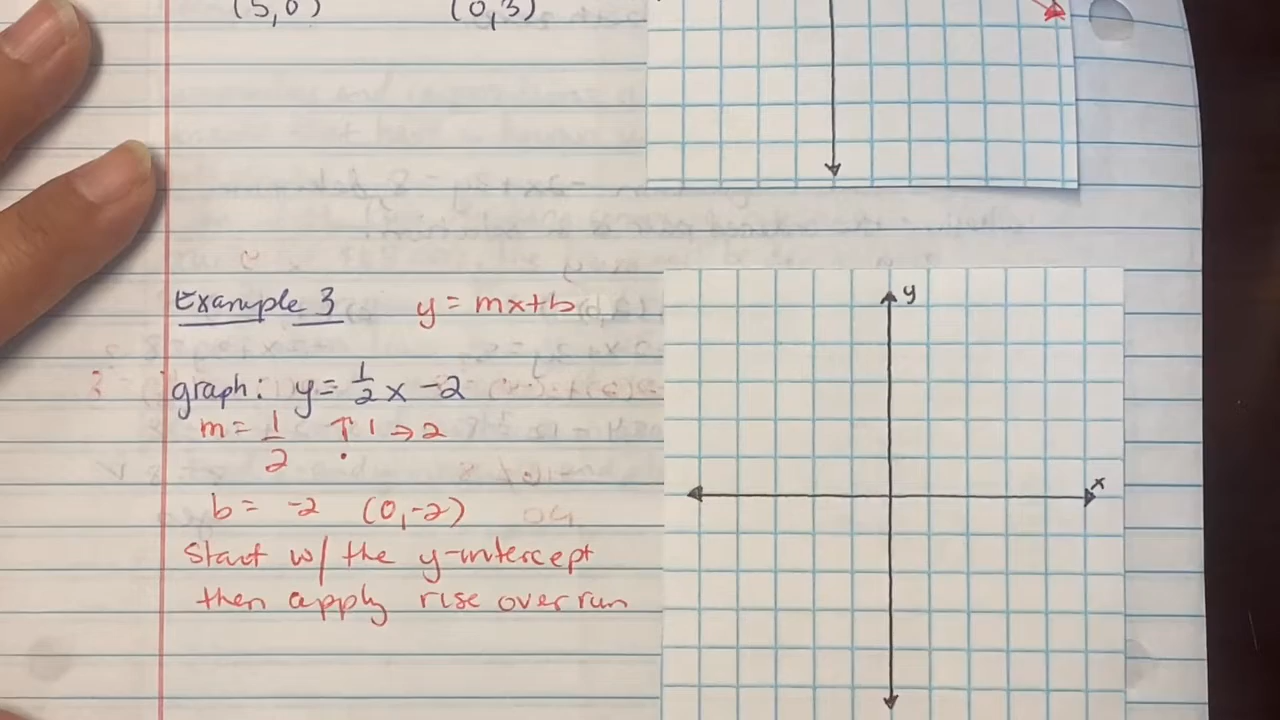 (5,0) (0,3)
Example 3 y = mx+b
graph: y = 1/2 x - 2
m = 1/2 ↑1 → 2
b = -2 (0,-2)
Start w/ the y-intercept
then apply rise over run
y
x